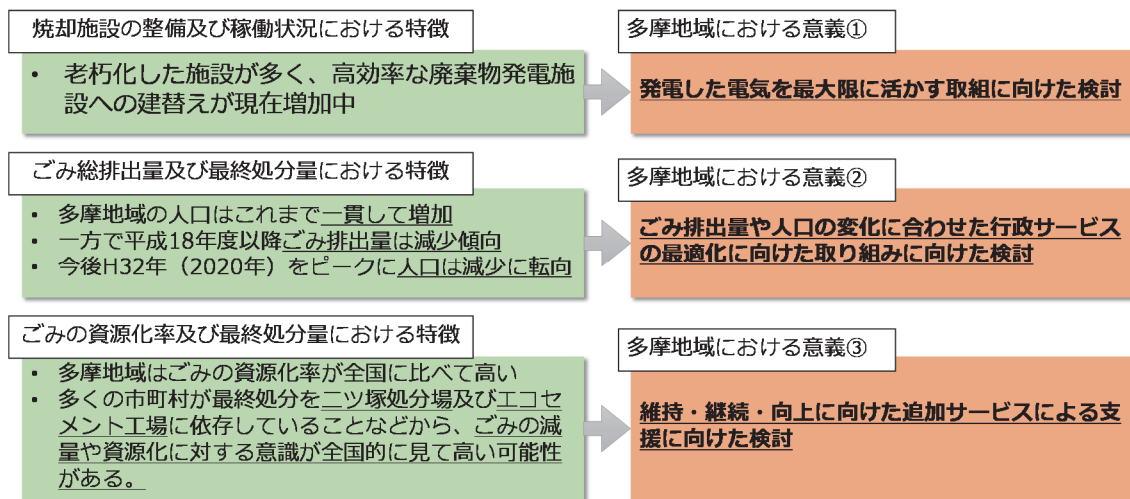 焼却施設の整備及び稼働状況における特徴
• 老朽化した施設が多く、高効率な廃棄物発電施
設への建替えが現在増加中
多摩地域における意義①
発電した電気を最大限に活かす取組に向けた検討
ごみ総排出量及び最終処分量における特徴
• 多摩地域の人口はこれまで一貫して増加
• 一方で平成18年度以降ごみ排出量は減少傾向
• 今後H32年（2020年）をピークに人口は減少に転向
多摩地域における意義②
ごみ排出量や人口の変化に合わせた行政サービス
の最適化に向けた取り組みに向けた検討
ごみの資源化率及び最終処分量における特徴
• 多摩地域はごみの資源化率が全国に比べて高い
• 多くの市町村が最終処分を二ツ塚処分場及びエコセ
メント工場に依存していることなどから、ごみの減
量や資源化に対する意識が全国的に見て高い可能性
がある。
多摩地域における意義③
維持・継続・向上に向けた追加サービスによる支
援に向けた検討